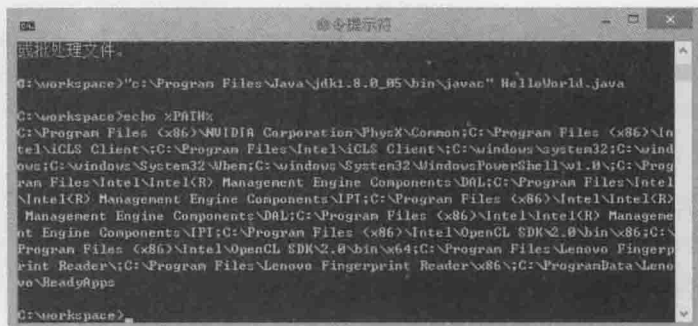 命令提示符
或批处理文件。
C:\workspace>"c:\Program Files\Java\jdk1.8.0_05\bin\javac" HelloWorld.java
C:\workspace>echo %PATH%
C:\Program Files (x86)\NVIDIA Corporation\PhysX\Common;C:\Program Files (x86)\In
tel\iCLS Client\;C:\Program Files\Intel\iCLS Client\;C:\windows\system32;C:\wind
ows;C:\windows\System32\Wbem;C:\windows\System32\WindowsPowerShell\v1.0\;C:\Prog
ram Files\Intel\Intel(R) Management Engine Components\DAL;C:\Program Files\Intel
\Intel(R) Management Engine Components\IPT;C:\Program Files (x86)\Intel\Intel(R)
 Management Engine Components\DAL;C:\Program Files (x86)\Intel\Intel(R) Manageme
nt Engine Components\IPT;C:\Program Files (x86)\Intel\OpenCL SDK\2.0\bin\x86;C:\
Program Files (x86)\Intel\OpenCL SDK\2.0\bin\x64;C:\Program Files\Lenovo Fingerp
rint Reader\;C:\Program Files\Lenovo Fingerprint Reader\x86\;C:\ProgramData\Leno
vo\ReadyApps
C:\workspace>